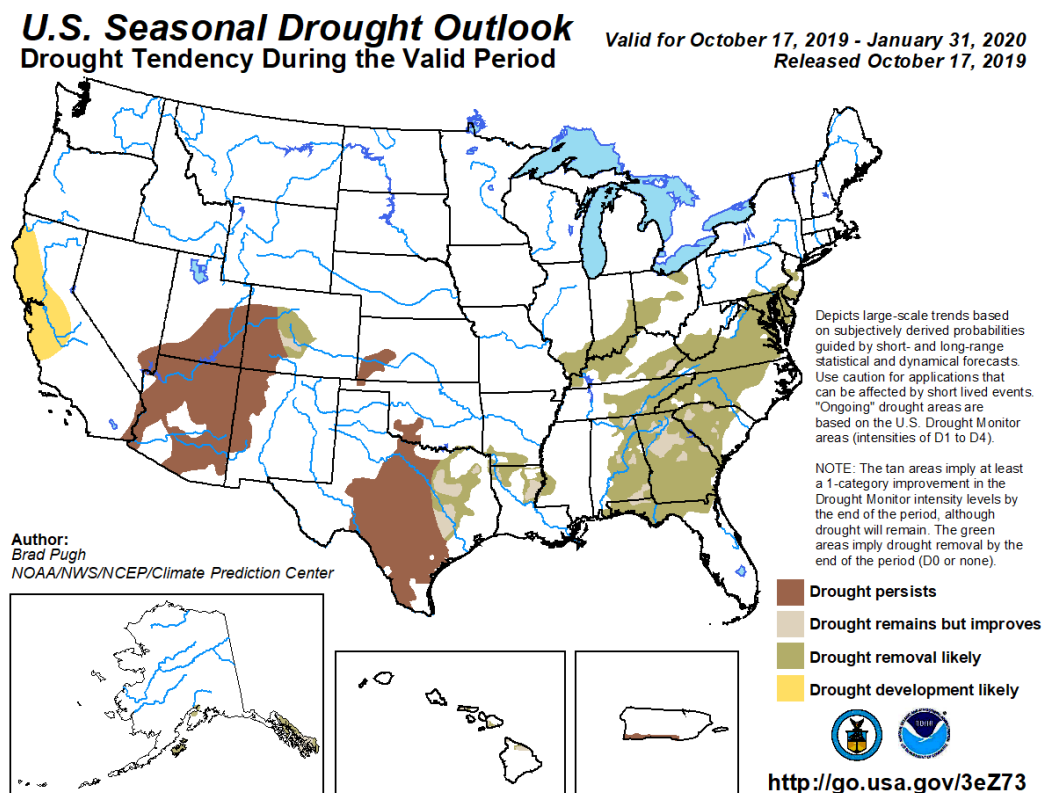 U.S. Seasonal Drought Outlook
Drought Tendency During the Valid Period
Valid for October 17, 2019 - January 31, 2020
Released October 17, 2019
Depicts large-scale trends based
on subjectively derived probabilities
guided by short- and long-range
statistical and dynamical forecasts.
Use caution for applications that
can be affected by short lived events.
"Ongoing" drought areas are
based on the U.S. Drought Monitor
areas (intensities of D1 to D4).
NOTE: The tan areas imply at least
a 1-category improvement in the
Drought Monitor intensity levels by
the end of the period, although
drought will remain. The green
areas imply drought removal by the
end of the period (D0 or none).
Author:
Brad Pugh
NOAA/NWS/NCEP/Climate Prediction Center
Drought persists
Drought remains but improves
Drought removal likely
Drought development likely
http://go.usa.gov/3eZ73